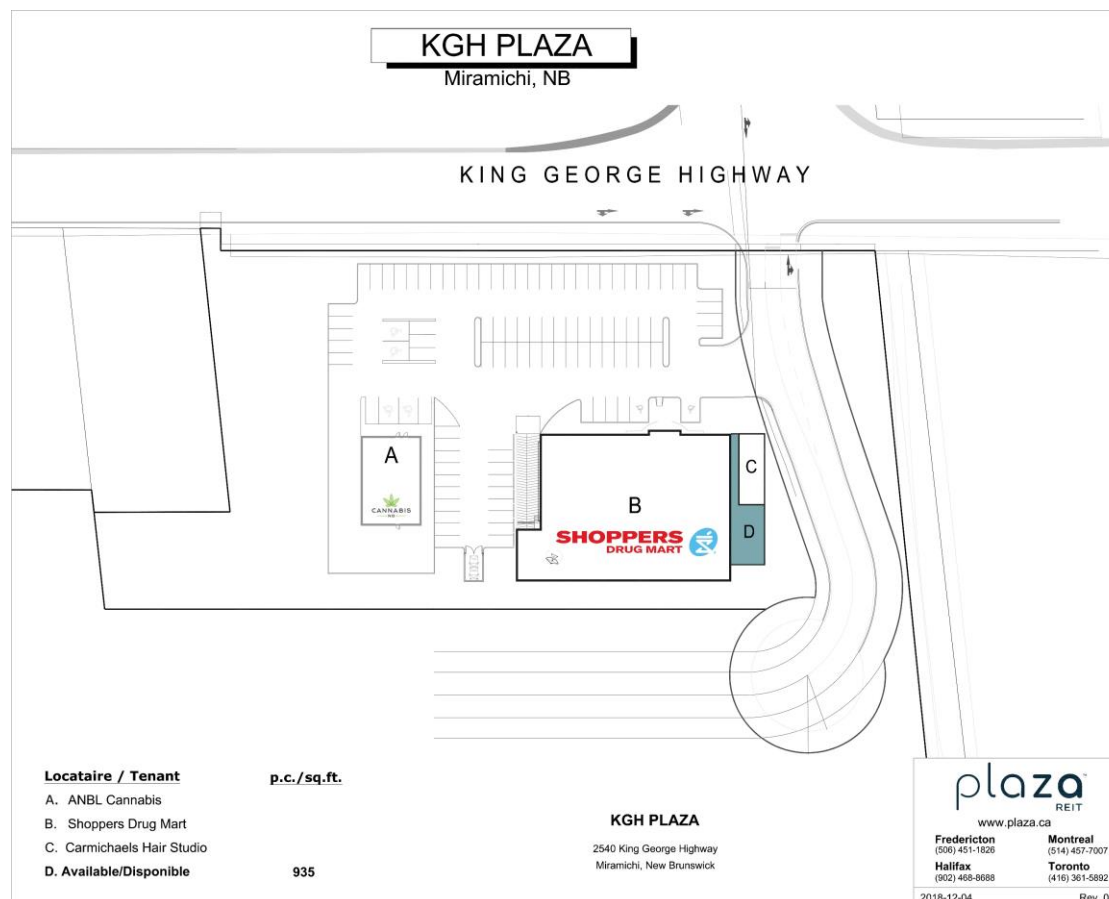 KGH PLAZA
Miramichi, NB
KING GEORGE HIGHWAY
A
CANNABIS
NB
B
SHOPPERS
DRUG MART
C
D
Locataire / Tenant p.c./sq.ft.
A. ANBL Cannabis
B. Shoppers Drug Mart
C. Carmichaels Hair Studio
D. Available/Disponible 935
KGH PLAZA
2540 King George Highway
Miramichi, New Brunswick
plaza
REIT
www.plaza.ca
Fredericton Montreal
(506) 451-1826 (514) 457-7007
Halifax Toronto
(902) 468-8688 (416) 361-5892
2018-12-04 Rev. 0